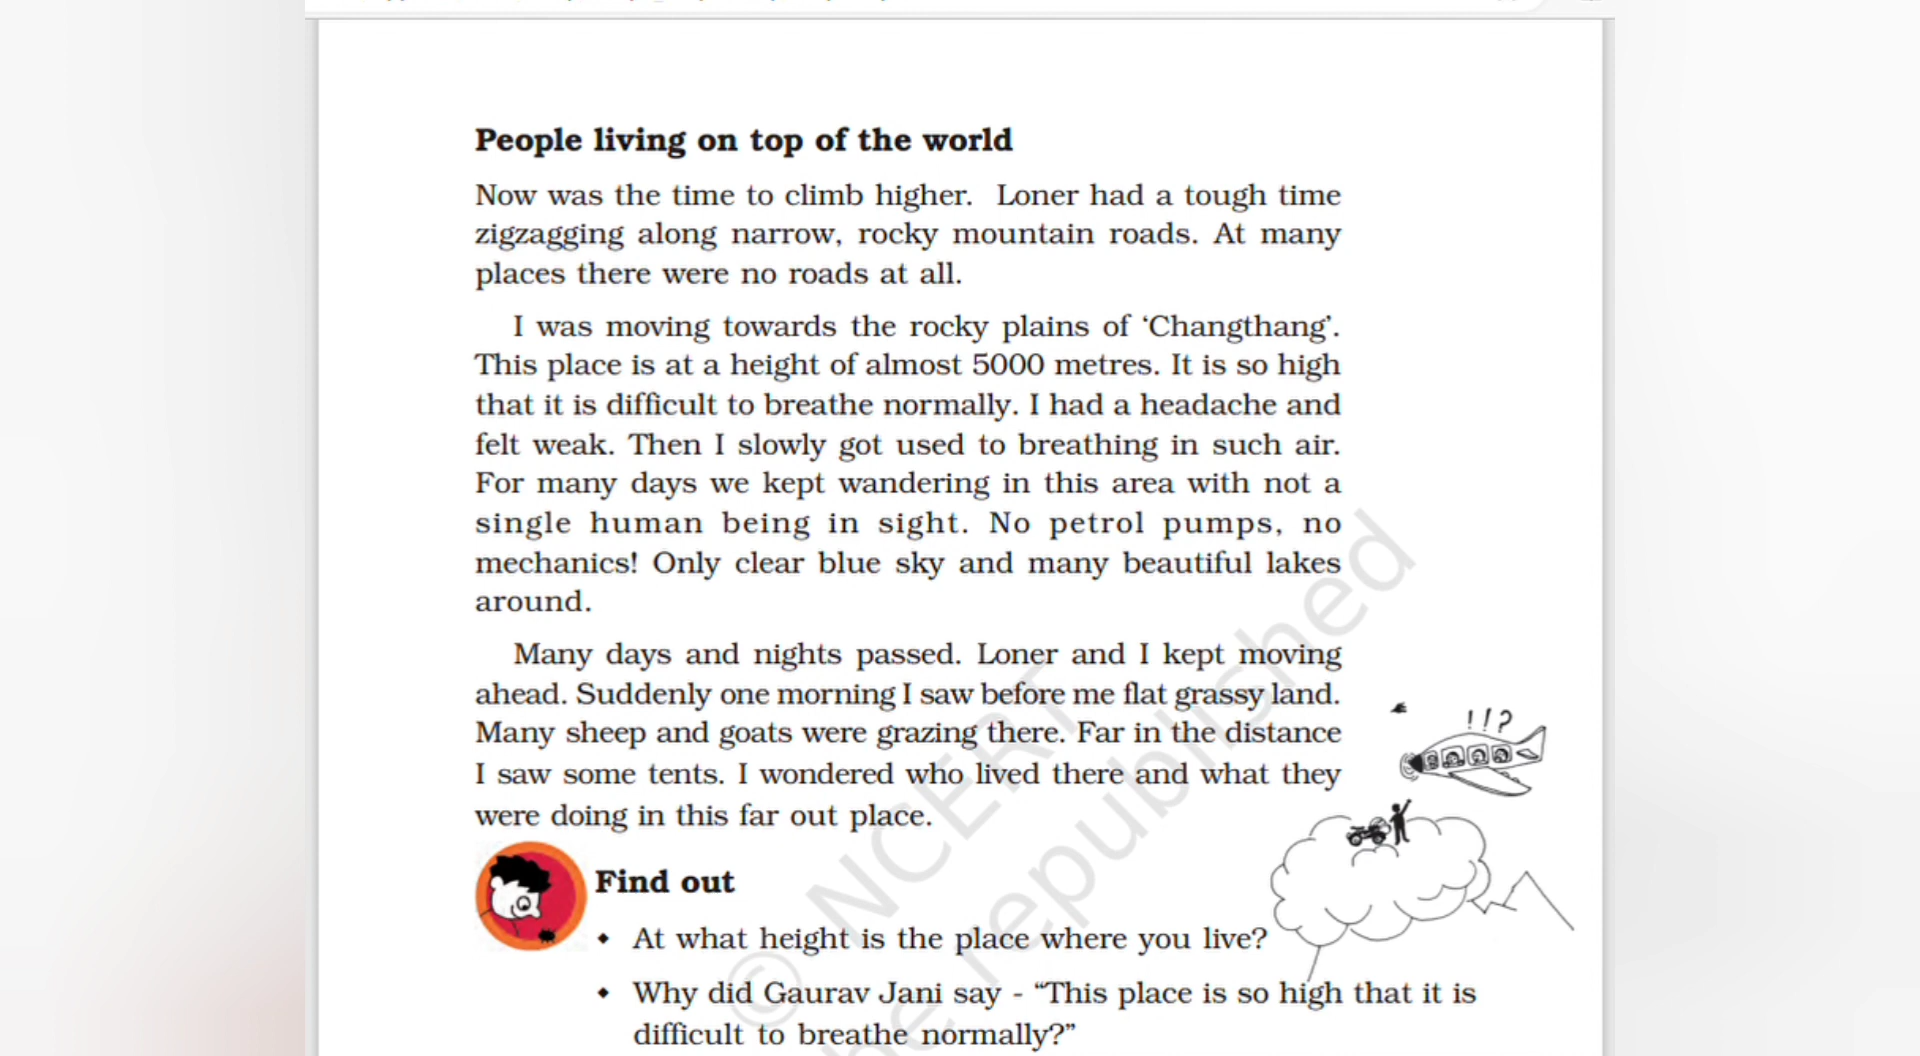 People living on top of the world
Now was the time to climb higher. Loner had a tough time
zigzagging along narrow, rocky mountain roads. At many
places there were no roads at all.
I was moving towards the rocky plains of ‘Changthang’.
This place is at a height of almost 5000 metres. It is so high
that it is difficult to breathe normally. I had a headache and
felt weak. Then I slowly got used to breathing in such air.
For many days we kept wandering in this area with not a
single human being in sight. No petrol pumps, no
mechanics! Only clear blue sky and many beautiful lakes
around.
Many days and nights passed. Loner and I kept moving
ahead. Suddenly one morning I saw before me flat grassy land.
Many sheep and goats were grazing there. Far in the distance
I saw some tents. I wondered who lived there and what they
were doing in this far out place.
!!?
Find out
• At what height is the place where you live?
• Why did Gaurav Jani say - “This place is so high that it is
difficult to breathe normally?”
© NCERT
republished